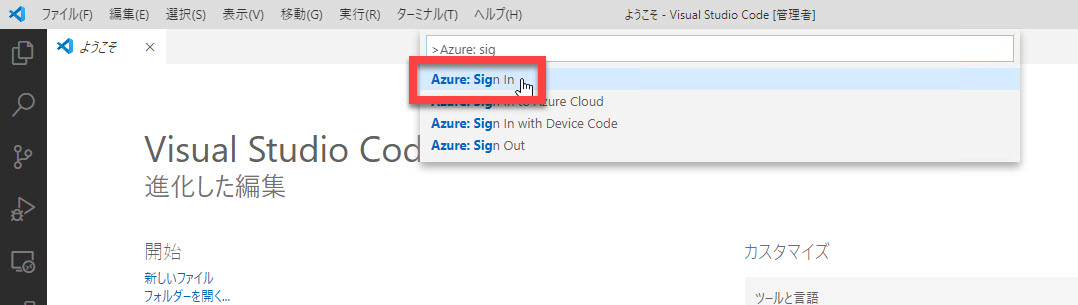 ファイル(F) 編集(E) 選択(S) 表示(V) 移動(G) 実行(R) ターミナル(T) ヘルプ(H) ようこそ - Visual Studio Code [管理者]
ようこそ
>Azure: sig
Azure: Sign In
Azure: Sign In to Azure Cloud
Azure: Sign In with Device Code
Azure: Sign Out
Visual Studio Cod
進化した編集
開始
新しいファイル
フォルダーを開く...
カスタマイズ
ツールと言語